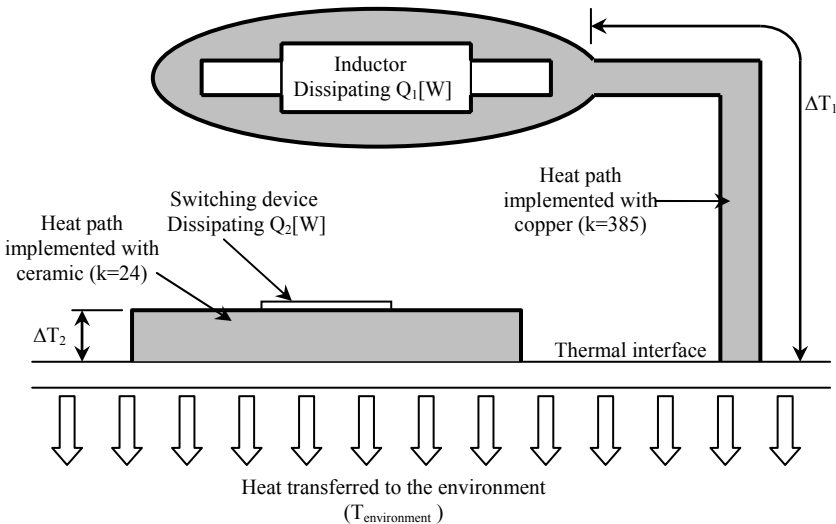 Inductor
Dissipating Q₁[W]
ΔT₁
Heat path
implemented with
copper (k=385)
Switching device
Dissipating Q₂[W]
Heat path
implemented with
ceramic (k=24)
ΔT₂
Thermal interface
Heat transferred to the environment
(T_environment )